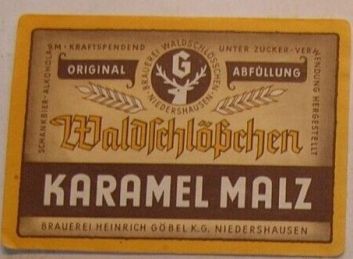 SCHANKBIER-ALKOHOLARM · KRAFTSPENDEND
UNTER ZUCKER-VERWENDUNG HERGESTELLT
BRAUEREI WALDSCHLÖSSCHEN
NIEDERSHAUSEN
G
ORIGINAL
ABFÜLLUNG
Waldschlößchen
KARAMEL MALZ
BRAUEREI HEINRICH GÖBEL K.G. NIEDERSHAUSEN